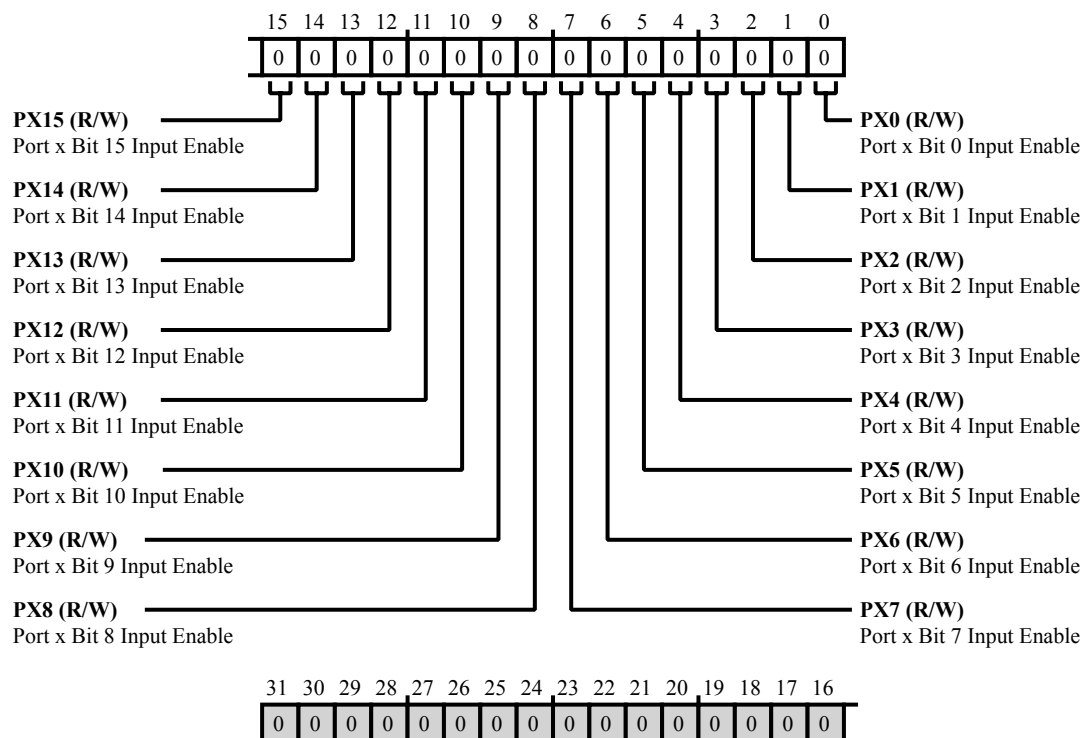 15 14 13 12 11 10 9 8 7 6 5 4 3 2 1 0
0 0 0 0 0 0 0 0 0 0 0 0 0 0 0 0
PX15 (R/W)
Port x Bit 15 Input Enable
PX14 (R/W)
Port x Bit 14 Input Enable
PX13 (R/W)
Port x Bit 13 Input Enable
PX12 (R/W)
Port x Bit 12 Input Enable
PX11 (R/W)
Port x Bit 11 Input Enable
PX10 (R/W)
Port x Bit 10 Input Enable
PX9 (R/W)
Port x Bit 9 Input Enable
PX8 (R/W)
Port x Bit 8 Input Enable
PX0 (R/W)
Port x Bit 0 Input Enable
PX1 (R/W)
Port x Bit 1 Input Enable
PX2 (R/W)
Port x Bit 2 Input Enable
PX3 (R/W)
Port x Bit 3 Input Enable
PX4 (R/W)
Port x Bit 4 Input Enable
PX5 (R/W)
Port x Bit 5 Input Enable
PX6 (R/W)
Port x Bit 6 Input Enable
PX7 (R/W)
Port x Bit 7 Input Enable
31 30 29 28 27 26 25 24 23 22 21 20 19 18 17 16
0 0 0 0 0 0 0 0 0 0 0 0 0 0 0 0